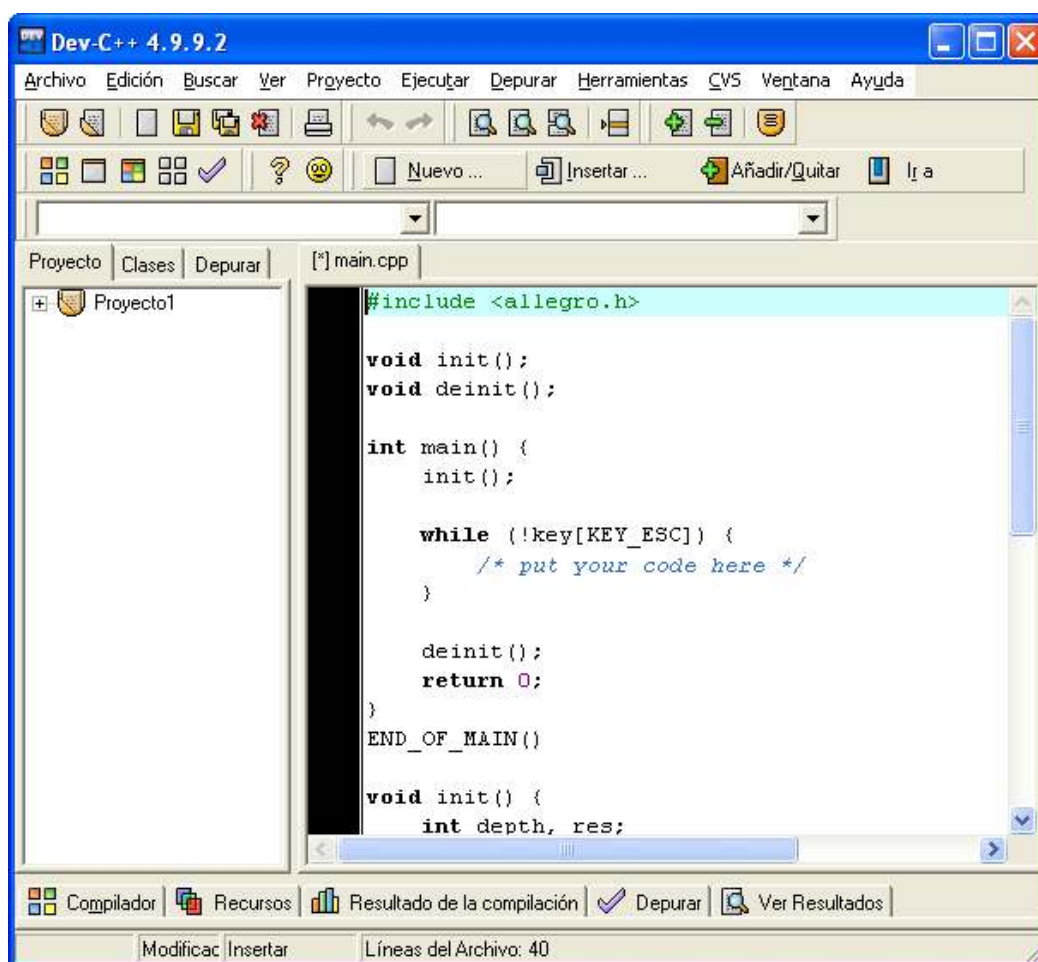 Dev-C++ 4.9.9.2
Archivo Edición Buscar Ver Proyecto Ejecutar Depurar Herramientas CVS Ventana Ayuda
Nuevo ... Insertar ... Añadir/Quitar Ir a
Proyecto Clases Depurar [*] main.cpp
Proyecto1
#include <allegro.h>
void init();
void deinit();
int main() {
    init();
    while (!key[KEY_ESC]) {
        /* put your code here */
    }
    deinit();
    return 0;
}
END_OF_MAIN()
void init() {
    int depth, res;
Compilador Recursos Resultado de la compilación Depurar Ver Resultados
Modificac Insertar Líneas del Archivo: 40